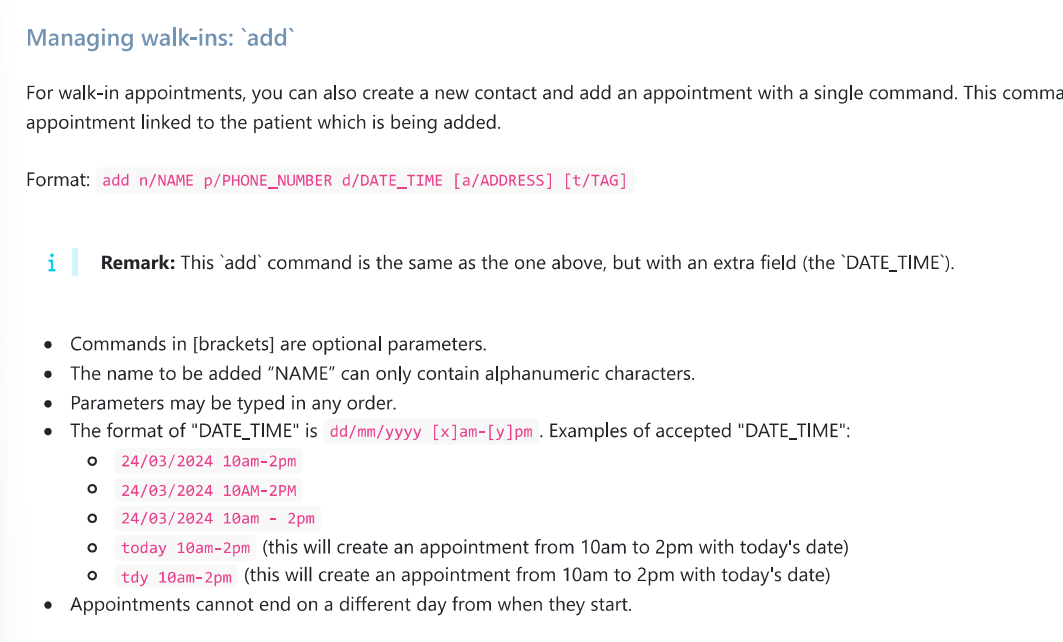 Managing walk-ins: `add`
For walk-in appointments, you can also create a new contact and add an appointment with a single command. This comma
appointment linked to the patient which is being added.
Format: add n/NAME p/PHONE_NUMBER d/DATE_TIME [a/ADDRESS] [t/TAG]
i Remark: This `add` command is the same as the one above, but with an extra field (the `DATE_TIME`).
• Commands in [brackets] are optional parameters.
• The name to be added “NAME” can only contain alphanumeric characters.
• Parameters may be typed in any order.
• The format of "DATE_TIME" is dd/mm/yyyy [x]am-[y]pm . Examples of accepted "DATE_TIME":
24/03/2024 10am-2pm
24/03/2024 10AM-2PM
24/03/2024 10am - 2pm
today 10am-2pm (this will create an appointment from 10am to 2pm with today's date)
tdy 10am-2pm (this will create an appointment from 10am to 2pm with today's date)
• Appointments cannot end on a different day from when they start.